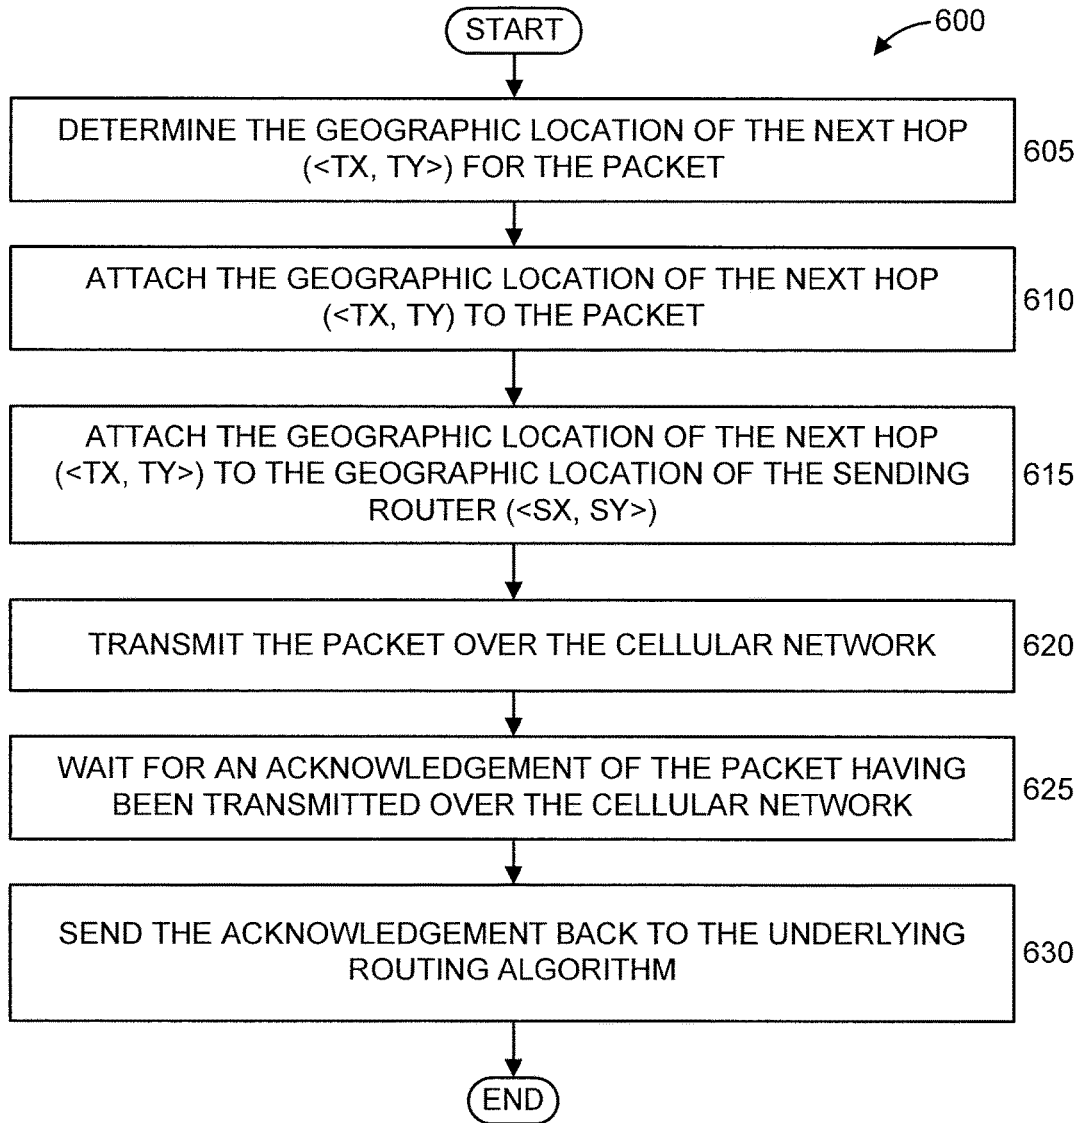 START
600
DETERMINE THE GEOGRAPHIC LOCATION OF THE NEXT HOP
(<TX, TY>) FOR THE PACKET
605
ATTACH THE GEOGRAPHIC LOCATION OF THE NEXT HOP
(<TX, TY) TO THE PACKET
610
ATTACH THE GEOGRAPHIC LOCATION OF THE NEXT HOP
(<TX, TY>) TO THE GEOGRAPHIC LOCATION OF THE SENDING
ROUTER (<SX, SY>)
615
TRANSMIT THE PACKET OVER THE CELLULAR NETWORK
620
WAIT FOR AN ACKNOWLEDGEMENT OF THE PACKET HAVING
BEEN TRANSMITTED OVER THE CELLULAR NETWORK
625
SEND THE ACKNOWLEDGEMENT BACK TO THE UNDERLYING
ROUTING ALGORITHM
630
END